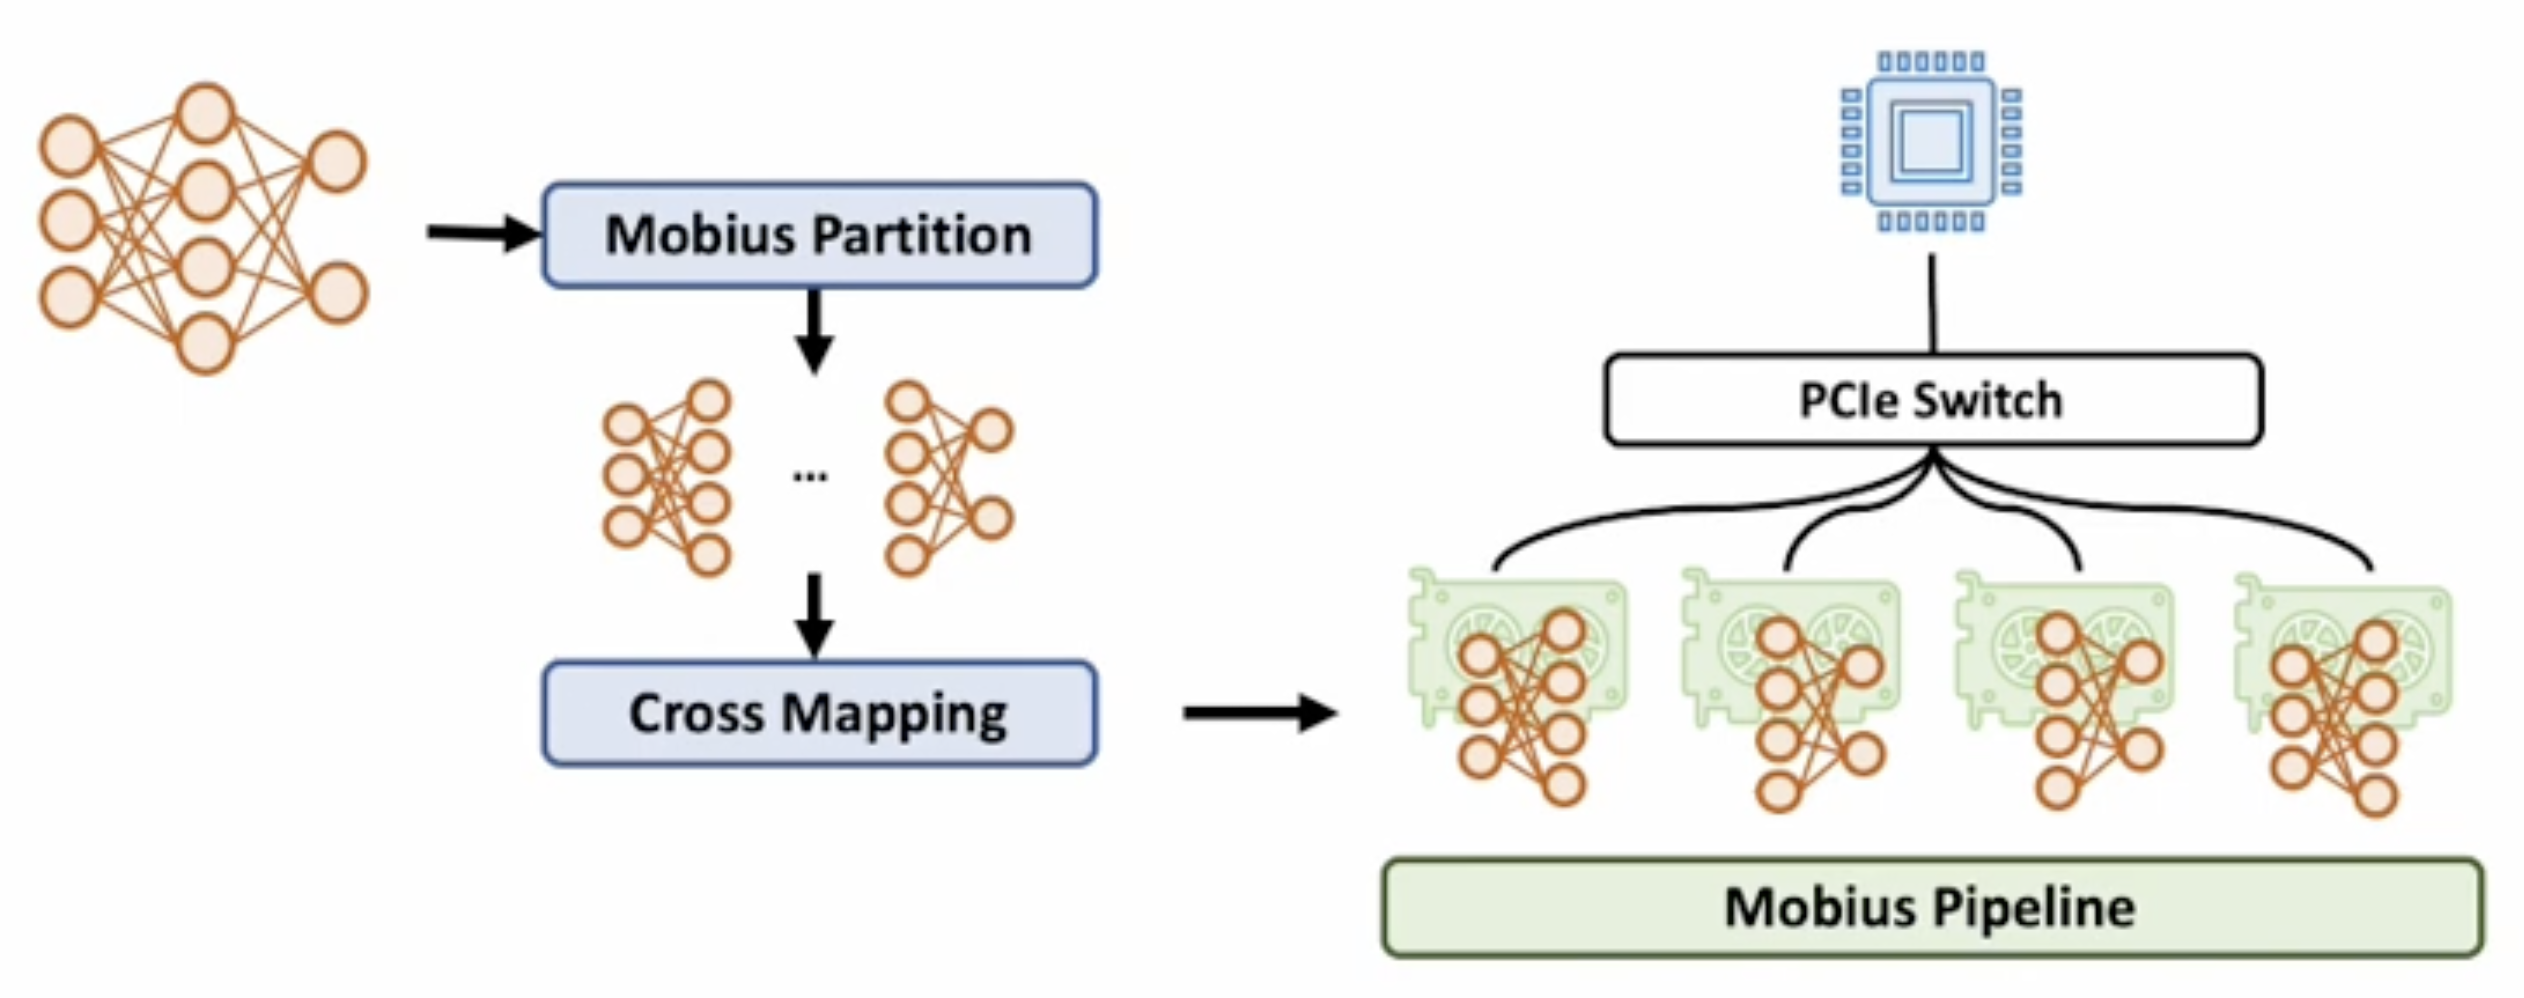 Mobius Partition
...
Cross Mapping
PCIe Switch
Mobius Pipeline